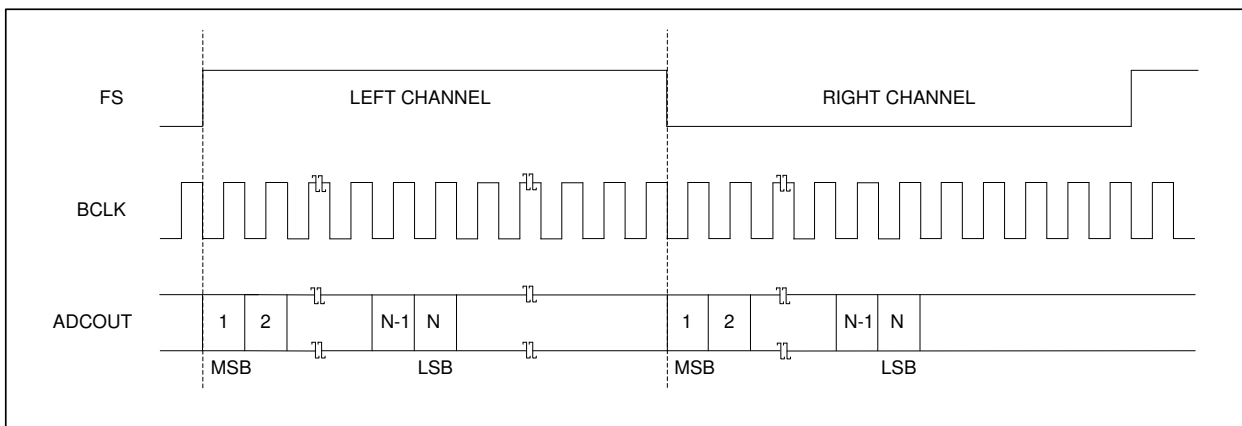 FS
LEFT CHANNEL
RIGHT CHANNEL
BCLK
ADCOUT
1
2
N-1
N
1
2
N-1
N
MSB
LSB
MSB
LSB